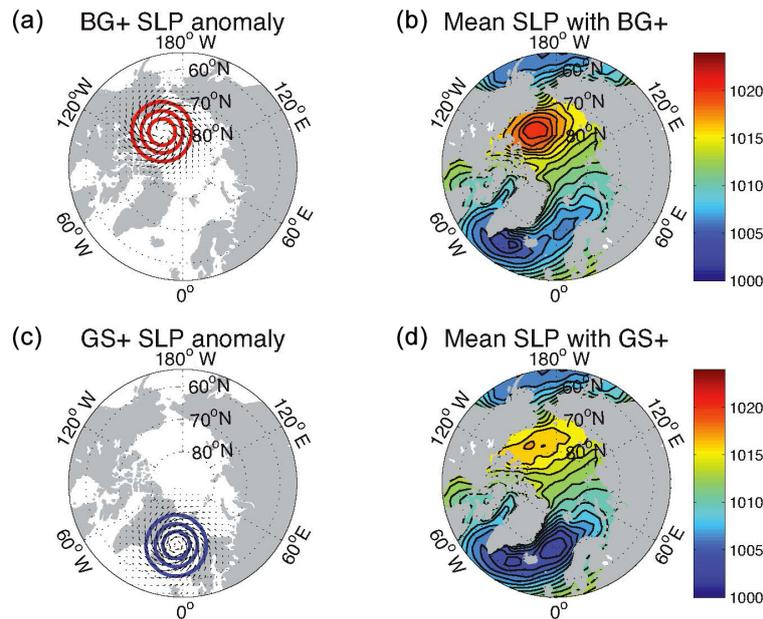 (a) BG+ SLP anomaly
180° W
60°N
70°N
80°N
120°W
120°E
60°W
60°E
0°
(b) Mean SLP with BG+
180° W
60°N
70°N
80°N
120°W
120°E
60°W
60°E
0°
1020
1015
1010
1005
1000
(c) GS+ SLP anomaly
180° W
60°N
70°N
80°N
120°W
120°E
60°W
60°E
0°
(d) Mean SLP with GS+
180° W
60°N
70°N
80°N
120°W
120°E
60°W
60°E
0°
1020
1015
1010
1005
1000